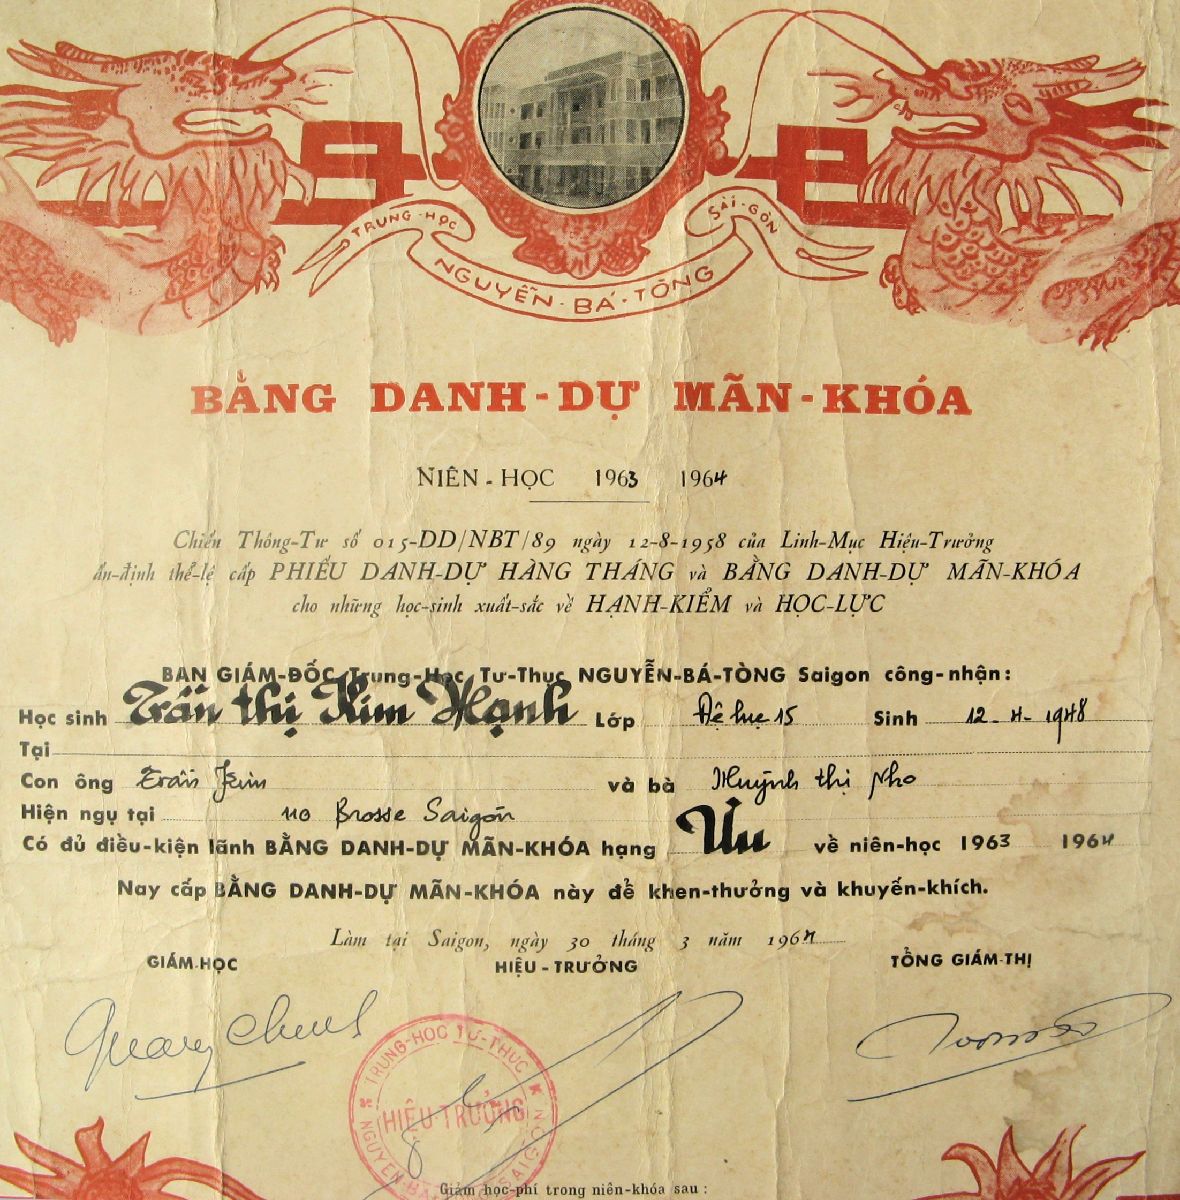 TRUNG-HỌC
SÀI-GÒN
NGUYỄN-BÁ-TÒNG
BẰNG DANH-DỰ MÃN-KHÓA
NIÊN-HỌC 1963 1964
Chiếu Thông-Tư số 015-DD/NBT/89 ngày 12-8-1958 của Linh-Mục Hiệu-Trưởng
ấn-định thể-lệ cấp PHIẾU DANH-DỰ HÀNG THÁNG và BẰNG DANH-DỰ MÃN-KHÓA
cho những học-sinh xuất-sắc về HẠNH-KIỂM và HỌC-LỰC
BAN GIÁM-ĐỐC Trung-Học Tư-Thục NGUYỄN-BÁ-TÒNG Saigon công-nhận:
Học sinh Trần thị Kim Hạnh Lớp Đệ lục 15 Sinh 12-4-1948
Tại
Con ông Trần Kim và bà Huỳnh thị Nho
Hiện ngụ tại 110 Brosse Saigón
Có đủ điều-kiện lãnh BẰNG DANH-DỰ MÃN-KHÓA hạng Ưu về niên-học 1963 1964
Nay cấp BẰNG DANH-DỰ MÃN-KHÓA này để khen-thưởng và khuyến-khích.
Làm tại Saigon, ngày 30 tháng 3 năm 1964
GIÁM-HỌC HIỆU-TRƯỞNG TỔNG GIÁM-THỊ
TRUNG-HOC TƯ-THỤC
HIỆU TRƯỞNG
NGUYỄN-BÁ SAIGON
Giảm học-phí trong niên-khóa sau :